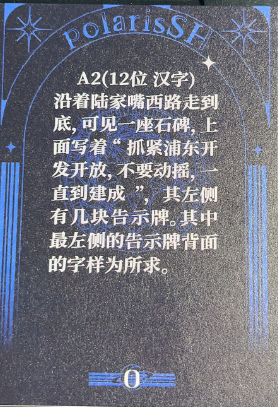 polarisSH
A2(12位 汉字)
沿着陆家嘴西路走到
底,可见一座石碑,上
面写着“抓紧浦东开
发开放,不要动摇,一
直到建成”,其左侧
有几块告示牌。其中
最左侧的告示牌背面
的字样为所求。
0